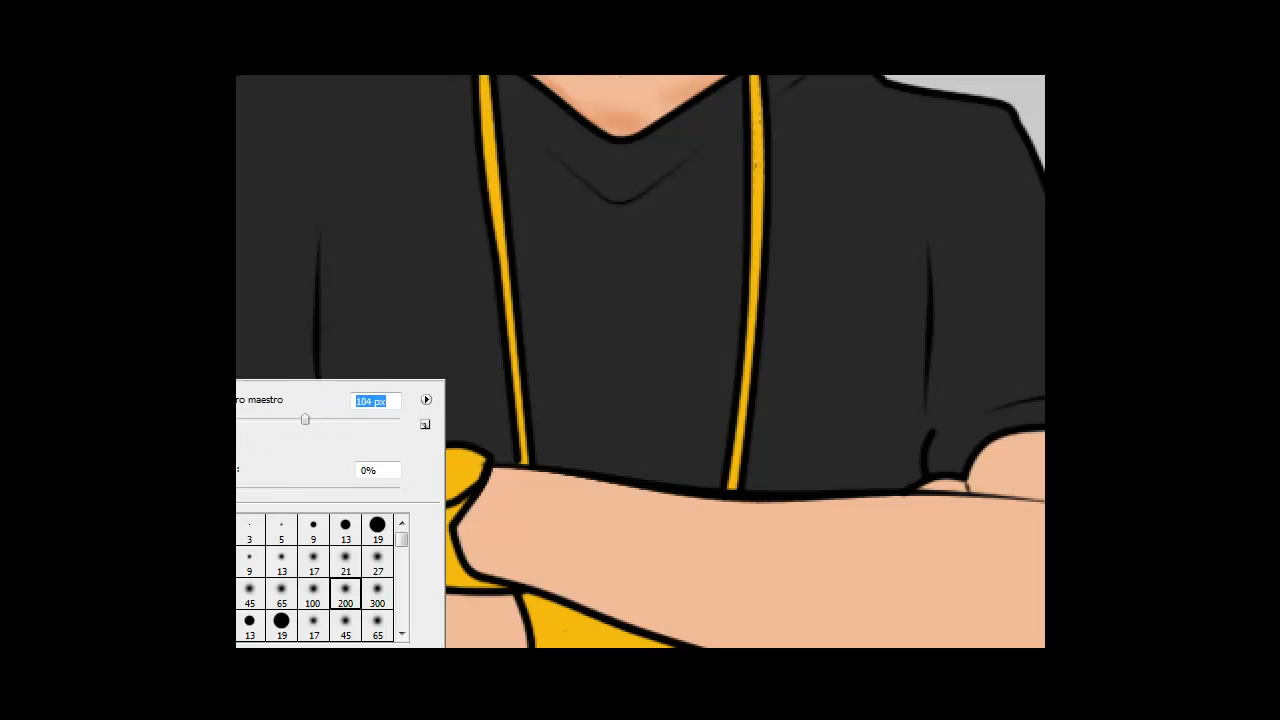 ro maestro 104 px
: 0%
3 5 9 13 19
9 13 17 21 27
45 65 100 200 300
13 19 17 45 65